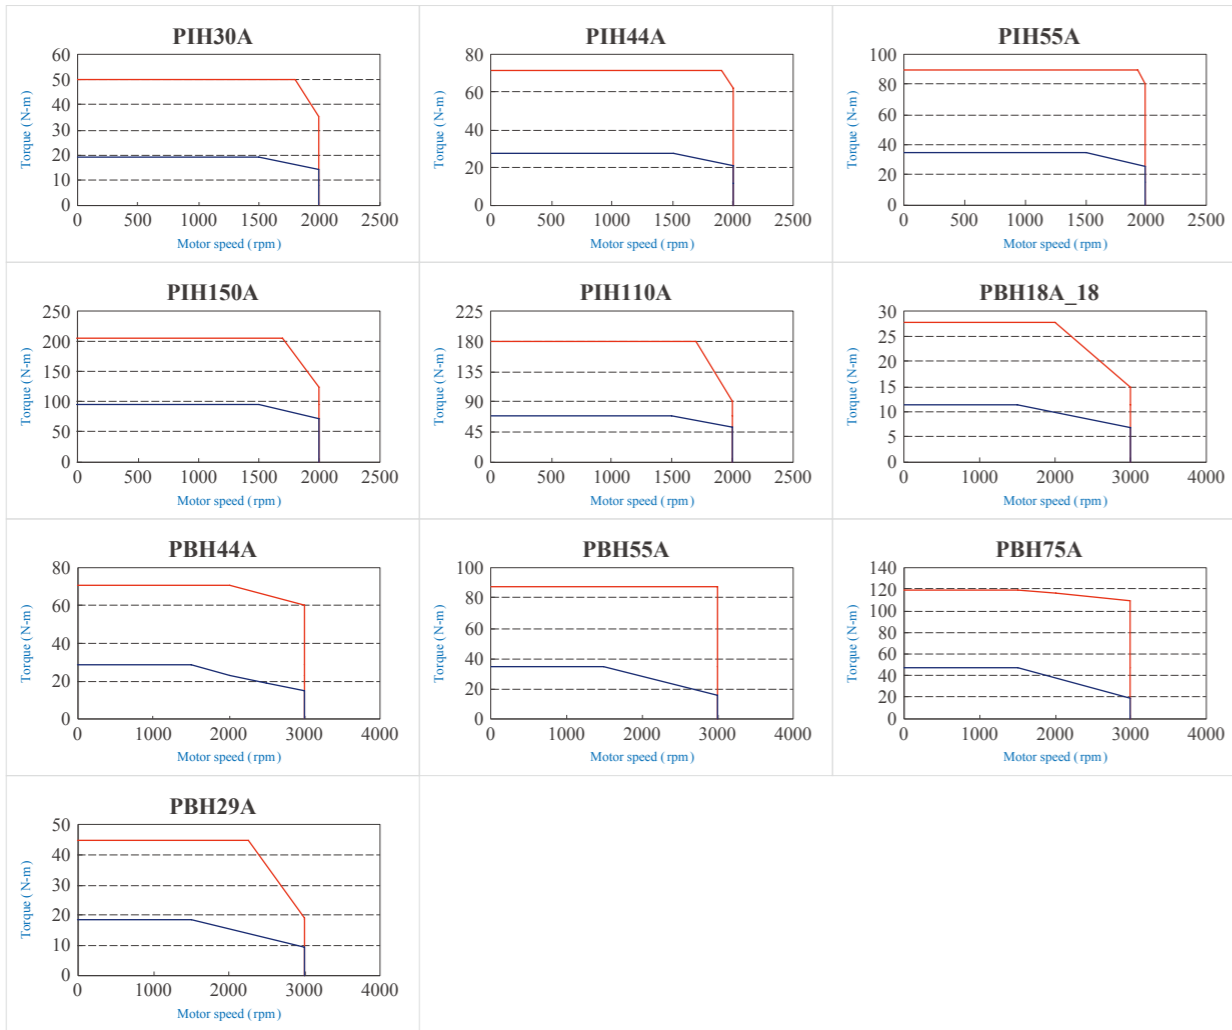 PIH30A
Torque ( N-m )
60
50
40
30
20
10
0
0 500 1000 1500 2000 2500
Motor speed ( rpm )
PIH44A
Torque ( N-m )
80
60
40
20
0
0 500 1000 1500 2000 2500
Motor speed ( rpm )
PIH55A
Torque ( N-m )
100
80
60
40
20
0
0 500 1000 1500 2000 2500
Motor speed ( rpm )
PIH150A
Torque ( N-m )
250
200
150
100
50
0
0 500 1000 1500 2000 2500
Motor speed ( rpm )
PIH110A
Torque ( N-m )
225
180
135
90
45
0
0 500 1000 1500 2000 2500
Motor speed ( rpm )
PBH18A_18
Torque ( N-m )
30
25
20
15
10
5
0
0 1000 2000 3000 4000
Motor speed ( rpm )
PBH44A
Torque ( N-m )
80
60
40
20
0
0 1000 2000 3000 4000
Motor speed ( rpm )
PBH55A
Torque ( N-m )
100
80
60
40
20
0
0 1000 2000 3000 4000
Motor speed ( rpm )
PBH75A
Torque ( N-m )
140
120
100
80
60
40
20
0
0 1000 2000 3000 4000
Motor speed ( rpm )
PBH29A
Torque ( N-m )
50
40
30
20
10
0
0 1000 2000 3000 4000
Motor speed ( rpm )